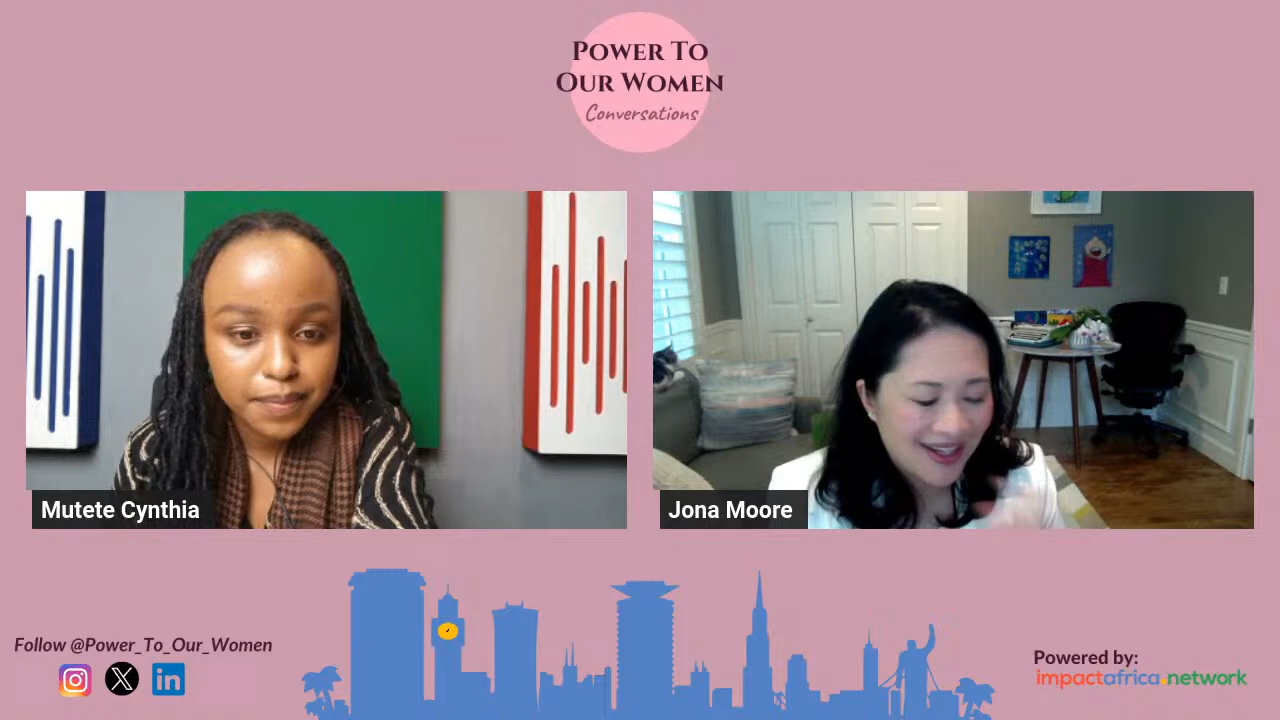 Power To
Our Women
Conversations
Mutete Cynthia
Jona Moore
Follow @Power_To_Our_Women
Powered by:
impactafrica.network